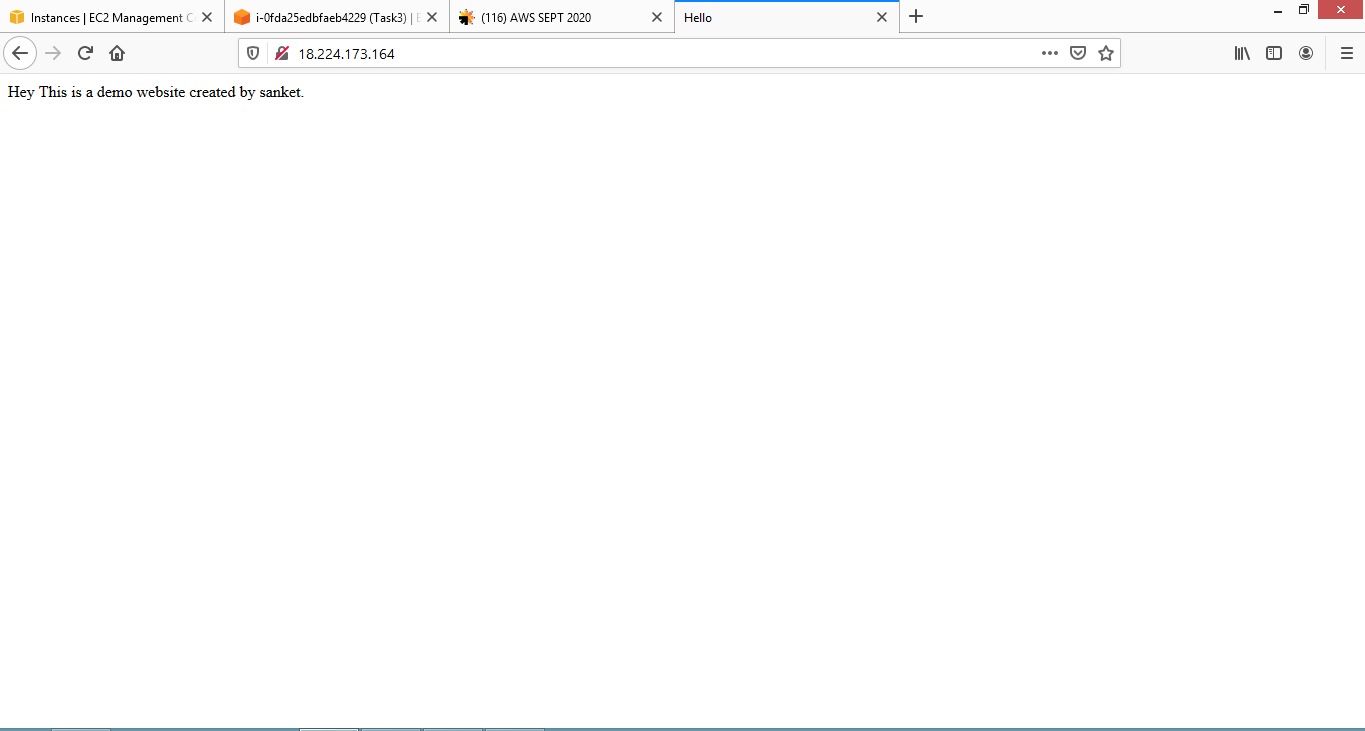 Instances | EC2 Management C
i-0fda25edbfaeb4229 (Task3) | E
(116) AWS SEPT 2020
Hello
18.224.173.164
Hey This is a demo website created by sanket.